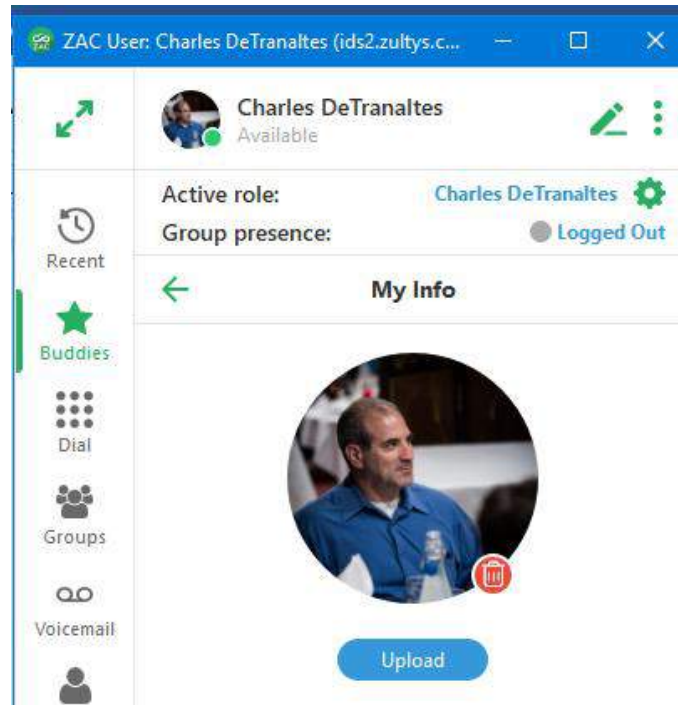 ZAC User: Charles DeTranaltes (ids2.zultys.c...
Charles DeTranaltes
Available
Active role: Charles DeTranaltes
Group presence: Logged Out
My Info
Recent
Buddies
Dial
Groups
Voicemail
Upload